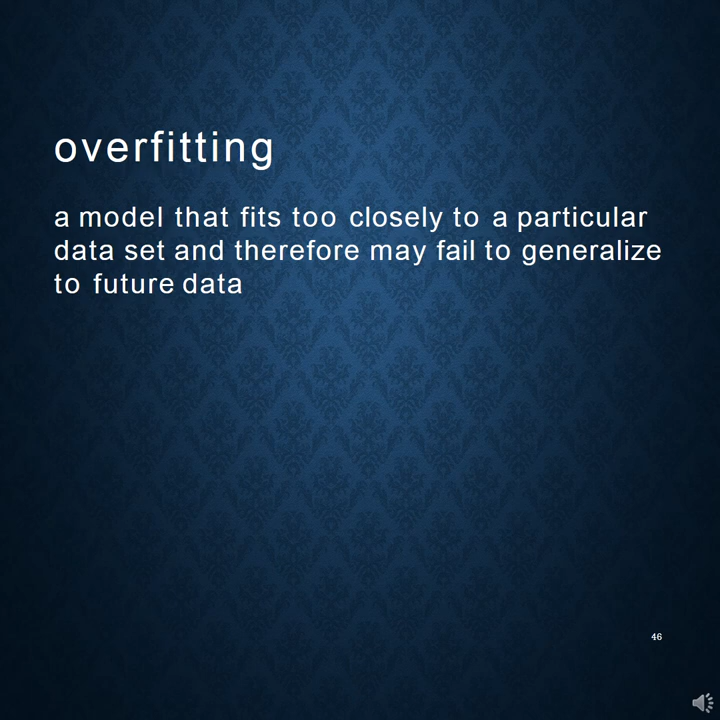 overfitting
a model that fits too closely to a particular
data set and therefore may fail to generalize
to future data
46